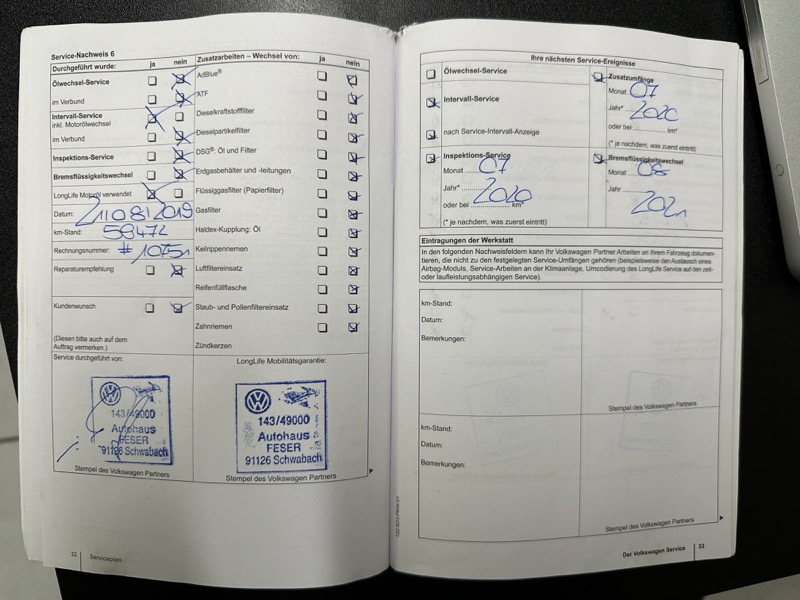 Service-Nachweis 6
Durchgeführt wurde: ja nein
Ölwechsel-Service
im Verbund
Intervall-Service
inkl. Motorölwechsel
im Verbund
Inspektions-Service
Bremsflüssigkeitswechsel
LongLife Motoröl verwendet
Datum: 21108 2019
km-Stand: 58472
Rechnungsnummer: #10751
Reparaturempfehlung
Kundenwunsch
(Diesen bitte auch auf dem
Auftrag vermerken.)
Zusatzarbeiten – Wechsel von: ja nein
AdBlue®
ATF
Dieselkraftstofffilter
Dieselpartikelfilter
DSG®: Öl und Filter
Erdgasbehälter und -leitungen
Flüssiggasfilter (Papierfilter)
Gasfilter
Haldex-Kupplung: Öl
Keilrippenriemen
Luftfiltereinsatz
Reifenfüllflasche
Staub- und Pollenfiltereinsatz
Zahnriemen
Zündkerzen
Service durchgeführt von:
143/49000
Autohaus
FESER
91126 Schwabach
Stempel des Volkswagen Partners
LongLife Mobilitätsgarantie:
143/49000
Autohaus
FESER
91126 Schwabach
Stempel des Volkswagen Partners
32 Serviceplan
Ihre nächsten Service-Ereignisse
Ölwechsel-Service
Intervall-Service
nach Service-Intervall-Anzeige
Zusatzumfänge
Monat 07
Jahr* 2020
oder bei ........ km*
(* je nachdem, was zuerst eintritt)
Inspektions-Service
Monat 07
Jahr* 2020
oder bei ........ km*
(* je nachdem, was zuerst eintritt)
Bremsflüssigkeitswechsel
Monat 08
Jahr 2021
Eintragungen der Werkstatt
In den folgenden Nachweisfeldern kann Ihr Volkswagen Partner Arbeiten an Ihrem Fahrzeug dokumen-
tieren, die nicht zu den festgelegten Service-Umfängen gehören (beispielsweise den Austausch eines
Airbag-Moduls, Service-Arbeiten an der Klimaanlage, Umcodierung des LongLife Service auf den zeit-
oder laufleistungsabhängigen Service).
km-Stand:
Datum:
Bemerkungen:
Stempel des Volkswagen Partners
km-Stand:
Datum:
Bemerkungen:
Stempel des Volkswagen Partners
Der Volkswagen Service 33